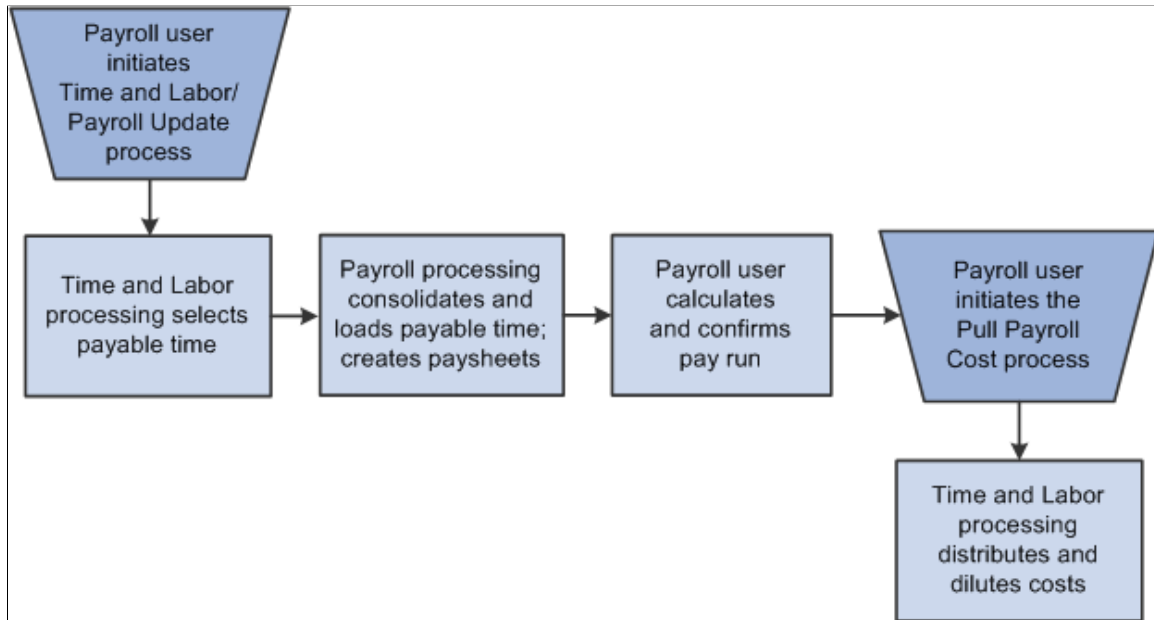 Payroll user
initiates
Time and Labor/
Payroll Update
process
Time and Labor
processing selects
payable time
Payroll processing
consolidates and
loads payable time;
creates paysheets
Payroll user
calculates
and confirms
pay run
Payroll user
initiates the
Pull Payroll
Cost process
Time and Labor
processing
distributes and
dilutes costs